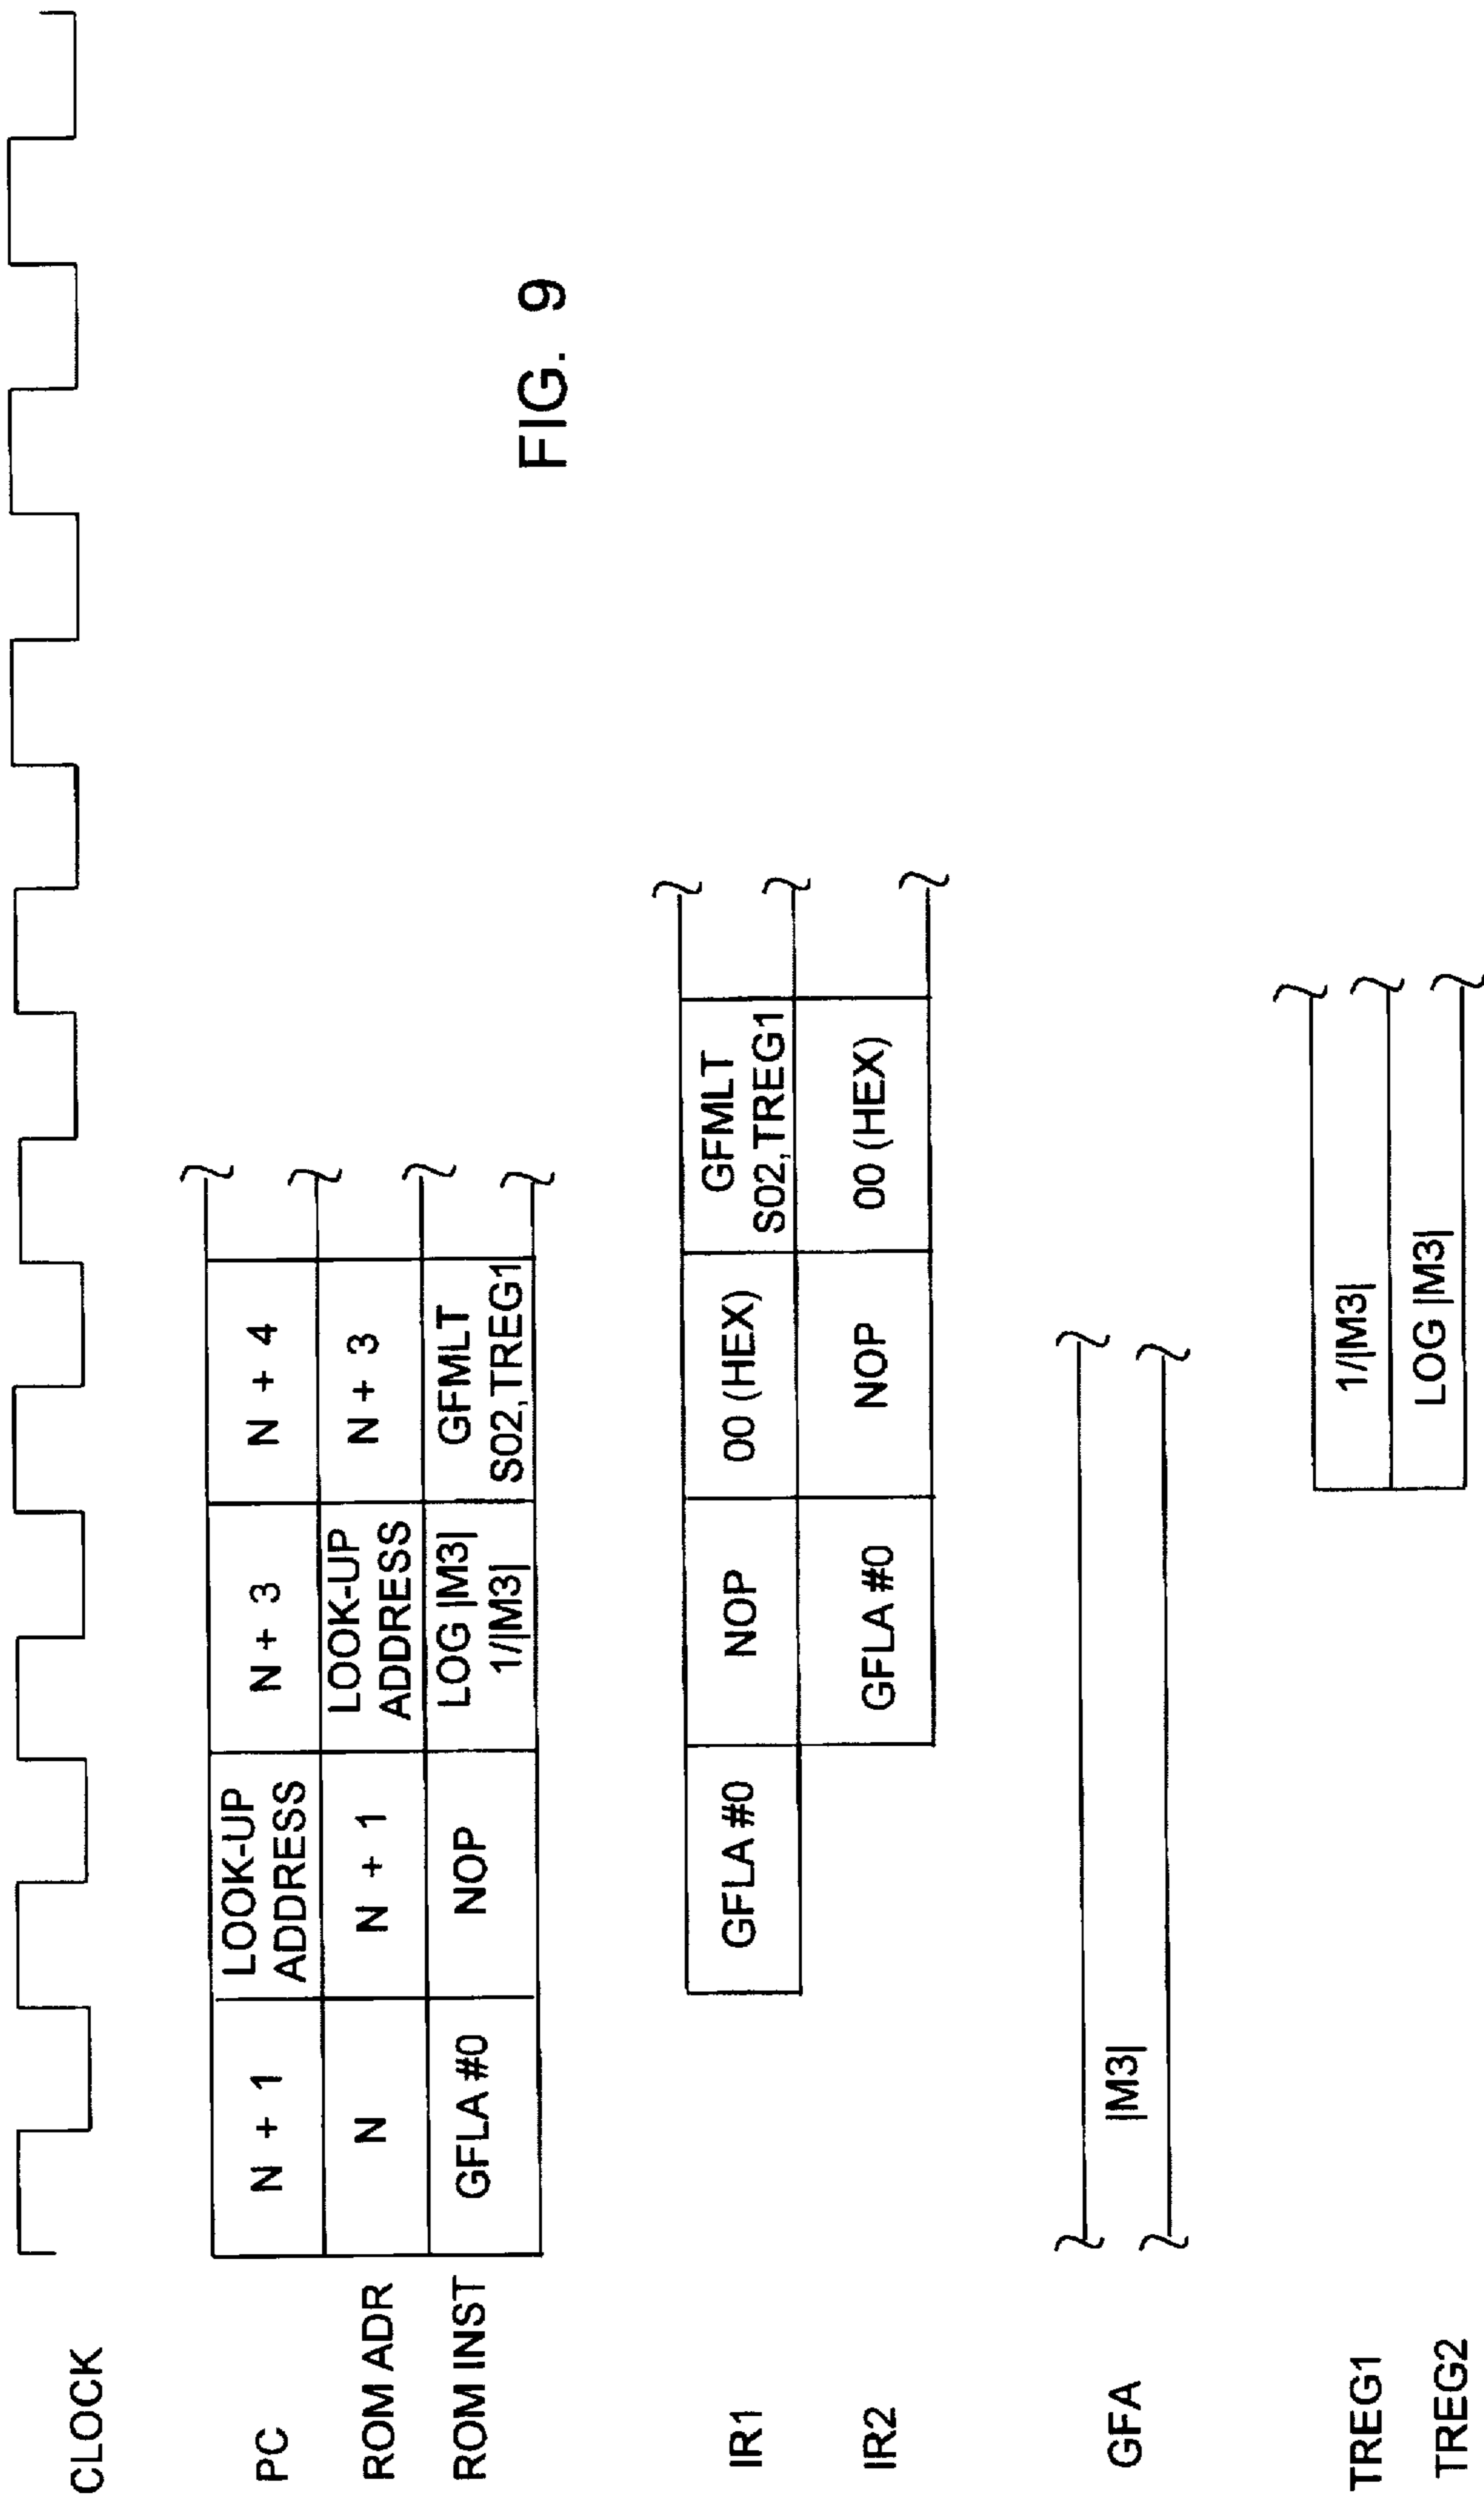 CLOCK
PC
N + 1
LOOK-UP
ADDRESS
N + 3
N + 4
ROM ADR
N
N + 1
LOOK-UP
ADDRESS
N + 3
ROM INST
GFLA #0
NOP
LOG |M3|
1/|M3|
GFMLT
S02,TREG1
FIG. 9
IR1
GFLA #0
NOP
00 (HEX)
GFMLT
S02,TREG1
IR2
GFLA #0
NOP
00 (HEX)
GFA
|M3|
TREG1
1/|M3|
TREG2
LOG |M3|